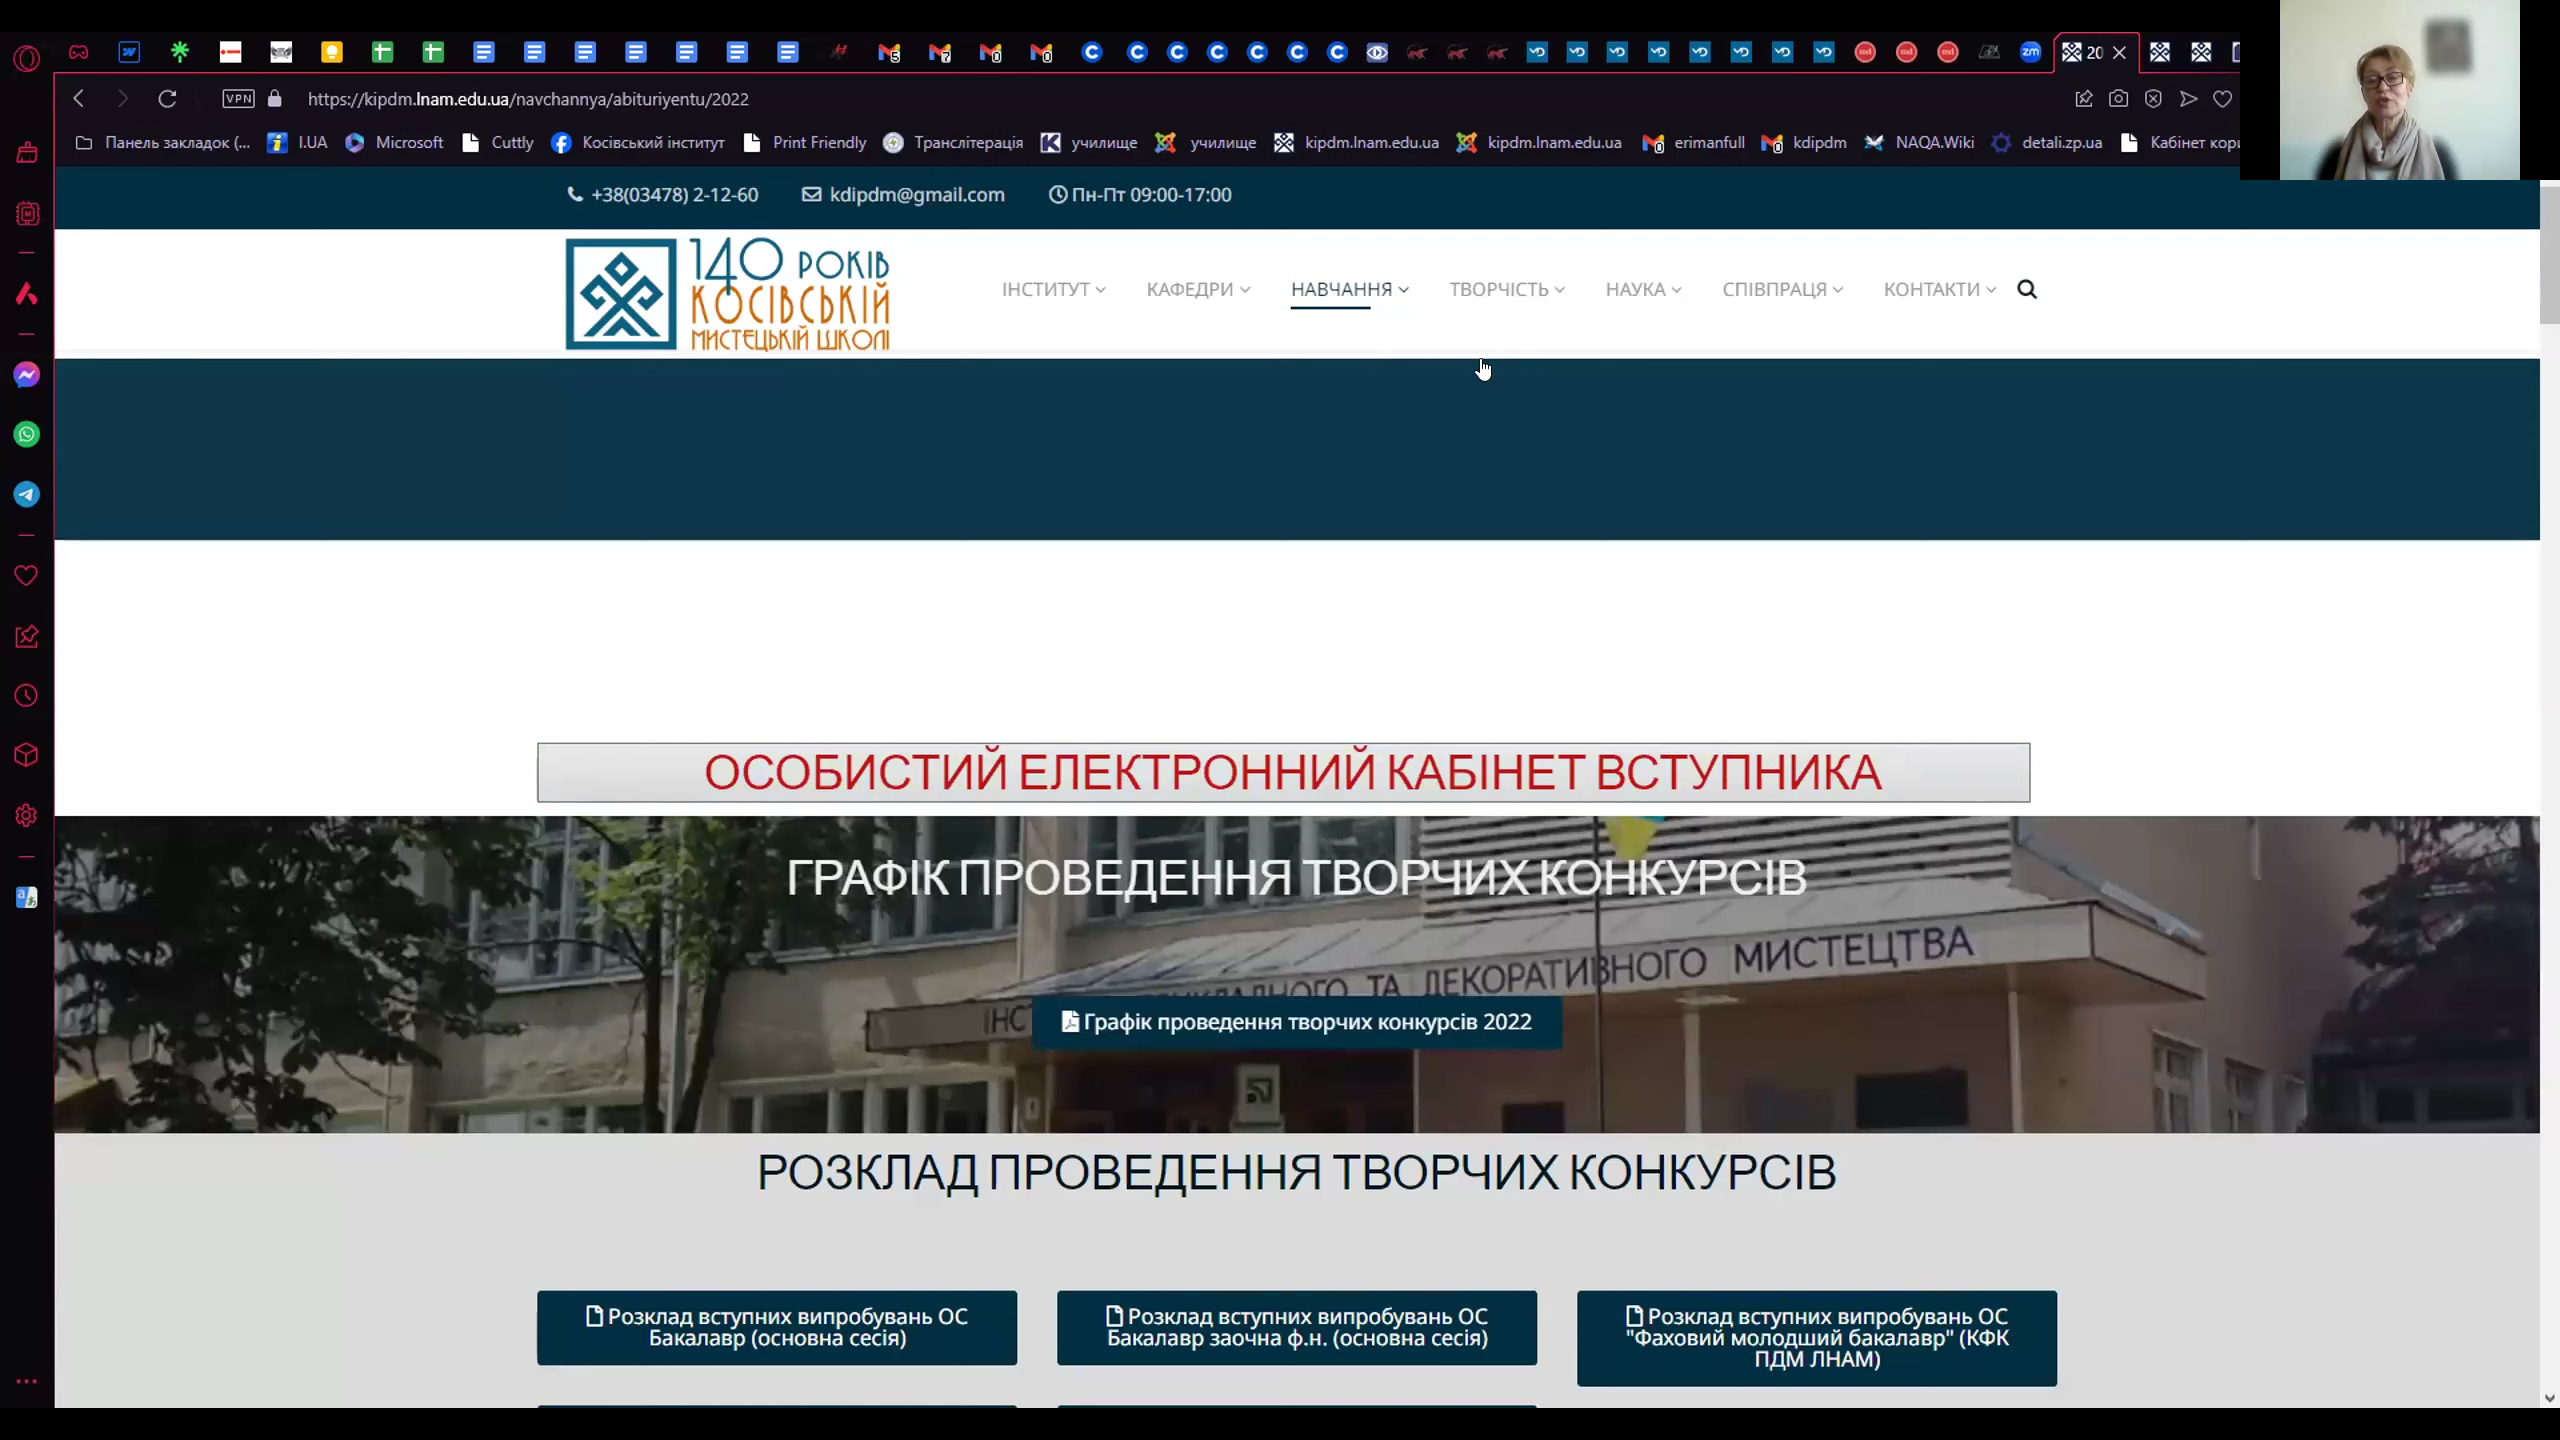 20
VPN
https://kipdm.lnam.edu.ua/navchannya/abituriyentu/2022
Панель закладок (... I.UA Microsoft Cuttly Косівський інститут Print Friendly Транслітерація училище училище kipdm.lnam.edu.ua kipdm.lnam.edu.ua erimanfull kdipdm NAQA.Wiki detali.zp.ua Кабінет кори
+38(03478) 2-12-60 kdipdm@gmail.com Пн-Пт 09:00-17:00
140 РОКІВ
КОСІВСЬКІЙ
МИСТЕЦЬКІЙ ШКОЛІ
ІНСТИТУТ КАФЕДРИ НАВЧАННЯ ТВОРЧІСТЬ НАУКА СПІВПРАЦЯ КОНТАКТИ
ОСОБИСТИЙ ЕЛЕКТРОННИЙ КАБІНЕТ ВСТУПНИКА
ГРАФІК ПРОВЕДЕННЯ ТВОРЧИХ КОНКУРСІВ
ТА ДЕКОРАТИВНОГО МИСТЕЦТВА
Графік проведення творчих конкурсів 2022
РОЗКЛАД ПРОВЕДЕННЯ ТВОРЧИХ КОНКУРСІВ
Розклад вступних випробувань ОС
Бакалавр (основна сесія)
Розклад вступних випробувань ОС
Бакалавр заочна ф.н. (основна сесія)
Розклад вступних випробувань ОС
"Фаховий молодший бакалавр" (КФК
ПДМ ЛНАМ)